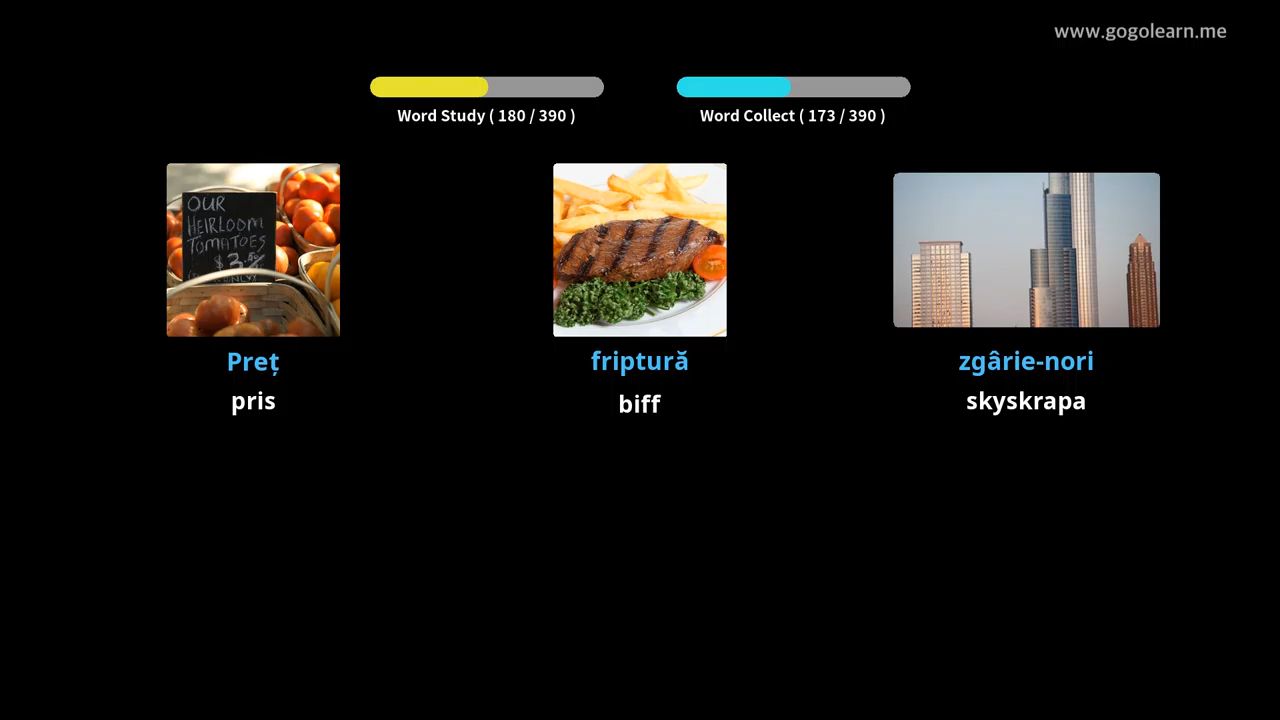 www.gogolearn.me
Word Study ( 180 / 390 )
Word Collect ( 173 / 390 )
OUR
HEIRLOOM
TOMATOES
Preț
friptură
zgârie-nori
pris
biff
skyskrapa